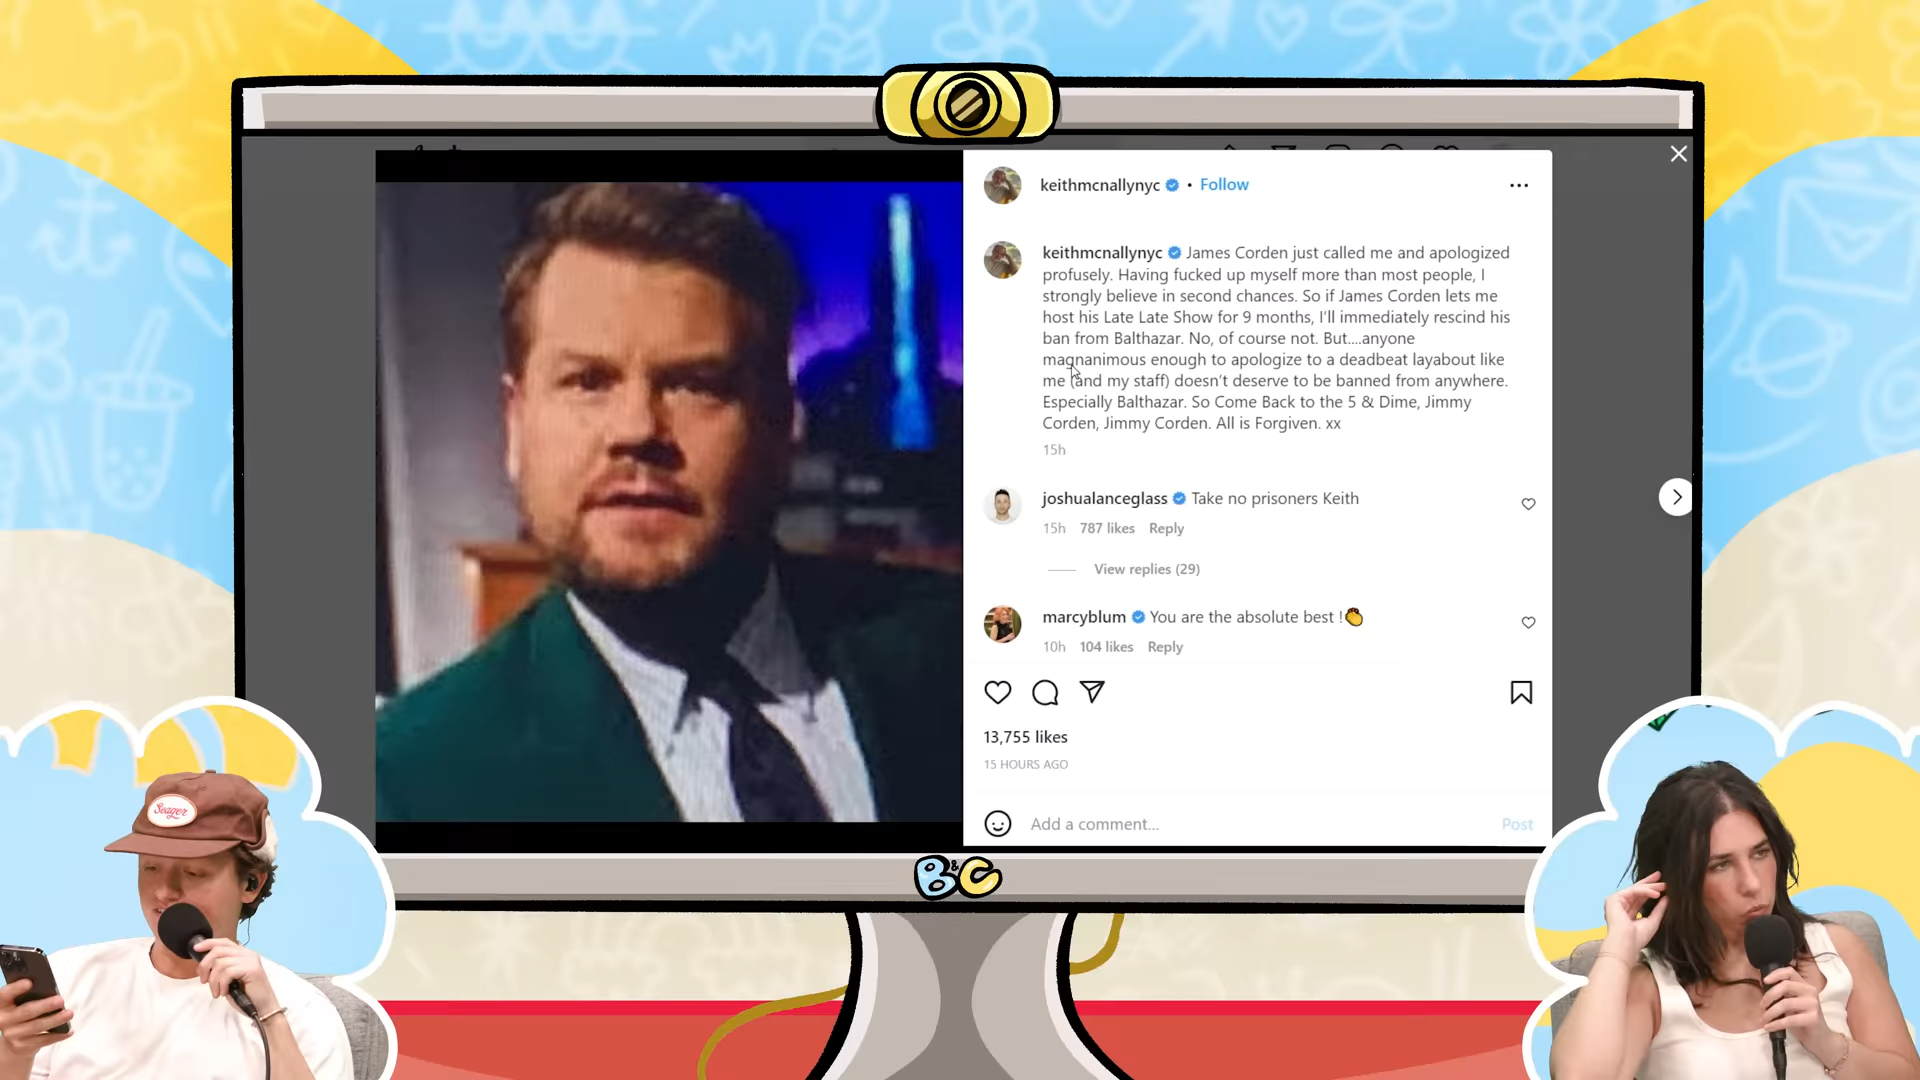 keithmcnallynyc • Follow
keithmcnallynyc James Corden just called me and apologized
profusely. Having fucked up myself more than most people, I
strongly believe in second chances. So if James Corden lets me
host his Late Late Show for 9 months, I'll immediately rescind his
ban from Balthazar. No, of course not. But....anyone
magnanimous enough to apologize to a deadbeat layabout like
me (and my staff) doesn't deserve to be banned from anywhere.
Especially Balthazar. So Come Back to the 5 & Dime, Jimmy
Corden, Jimmy Corden. All is Forgiven. xx
15h
joshualanceglass Take no prisoners Keith
15h 787 likes Reply
View replies (29)
marcyblum You are the absolute best !👏
10h 104 likes Reply
13,755 likes
15 HOURS AGO
Add a comment... Post
Seager
B&C